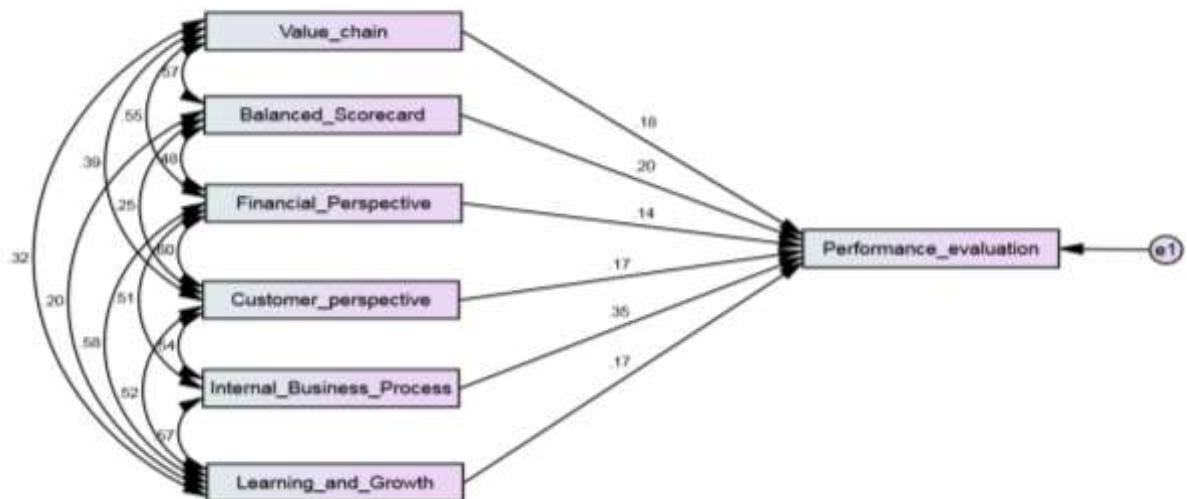 Value_chain
.57
Balanced_Scorecard
.55
.18
.48
.39
.20
Financial_Perspective
.25
.14
.60
Performance_evaluation
e1
.32
.17
.20
Customer_perspective
.51
.35
.58
.54
.17
.52
Internal_Business_Process
.57
Learning_and_Growth